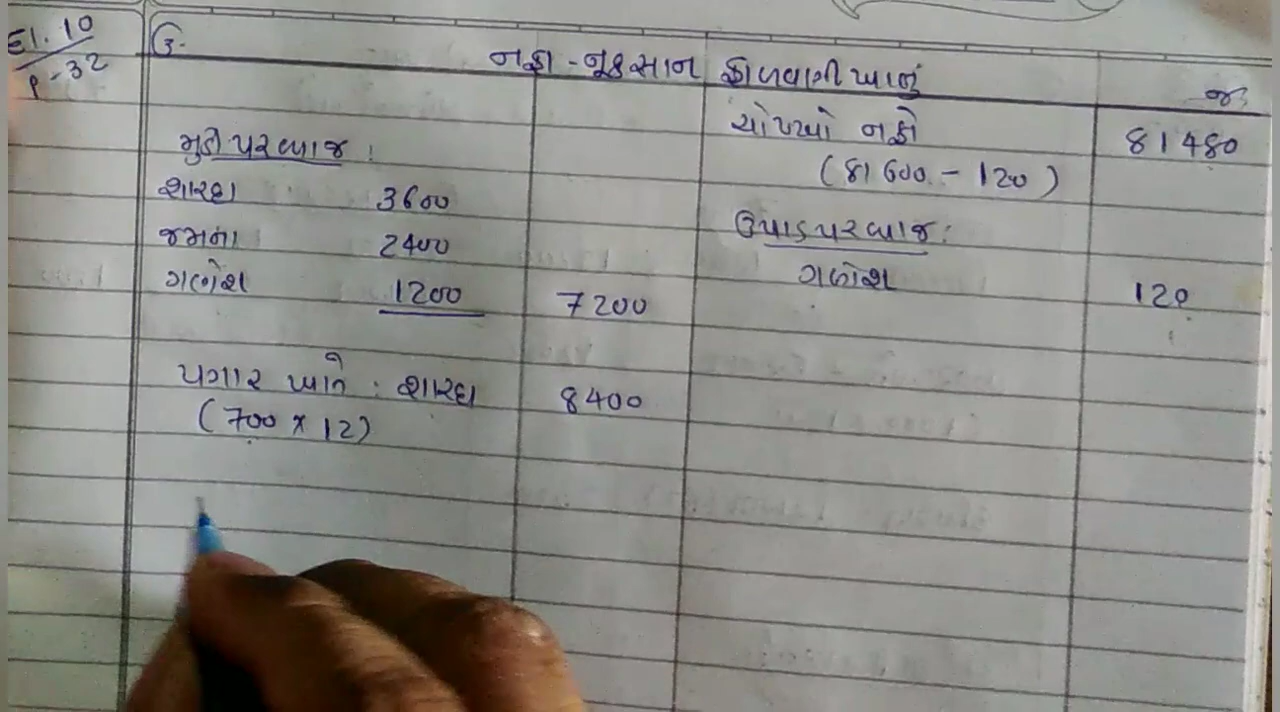 દા. 10
P-32
ઉ.
નફા-નુકસાન ફાળવણી ખાતું
જ.
મુડી પર વ્યાજ :
શારદા 3600
જમના 2400
ગણેશ 1200 7200
પગાર ખાતે : શારદા 8400
(700 x 12)
ચોખ્ખો નફો 81480
(81600 - 120)
ઉપાડ પર વ્યાજ :
ગણેશ 120